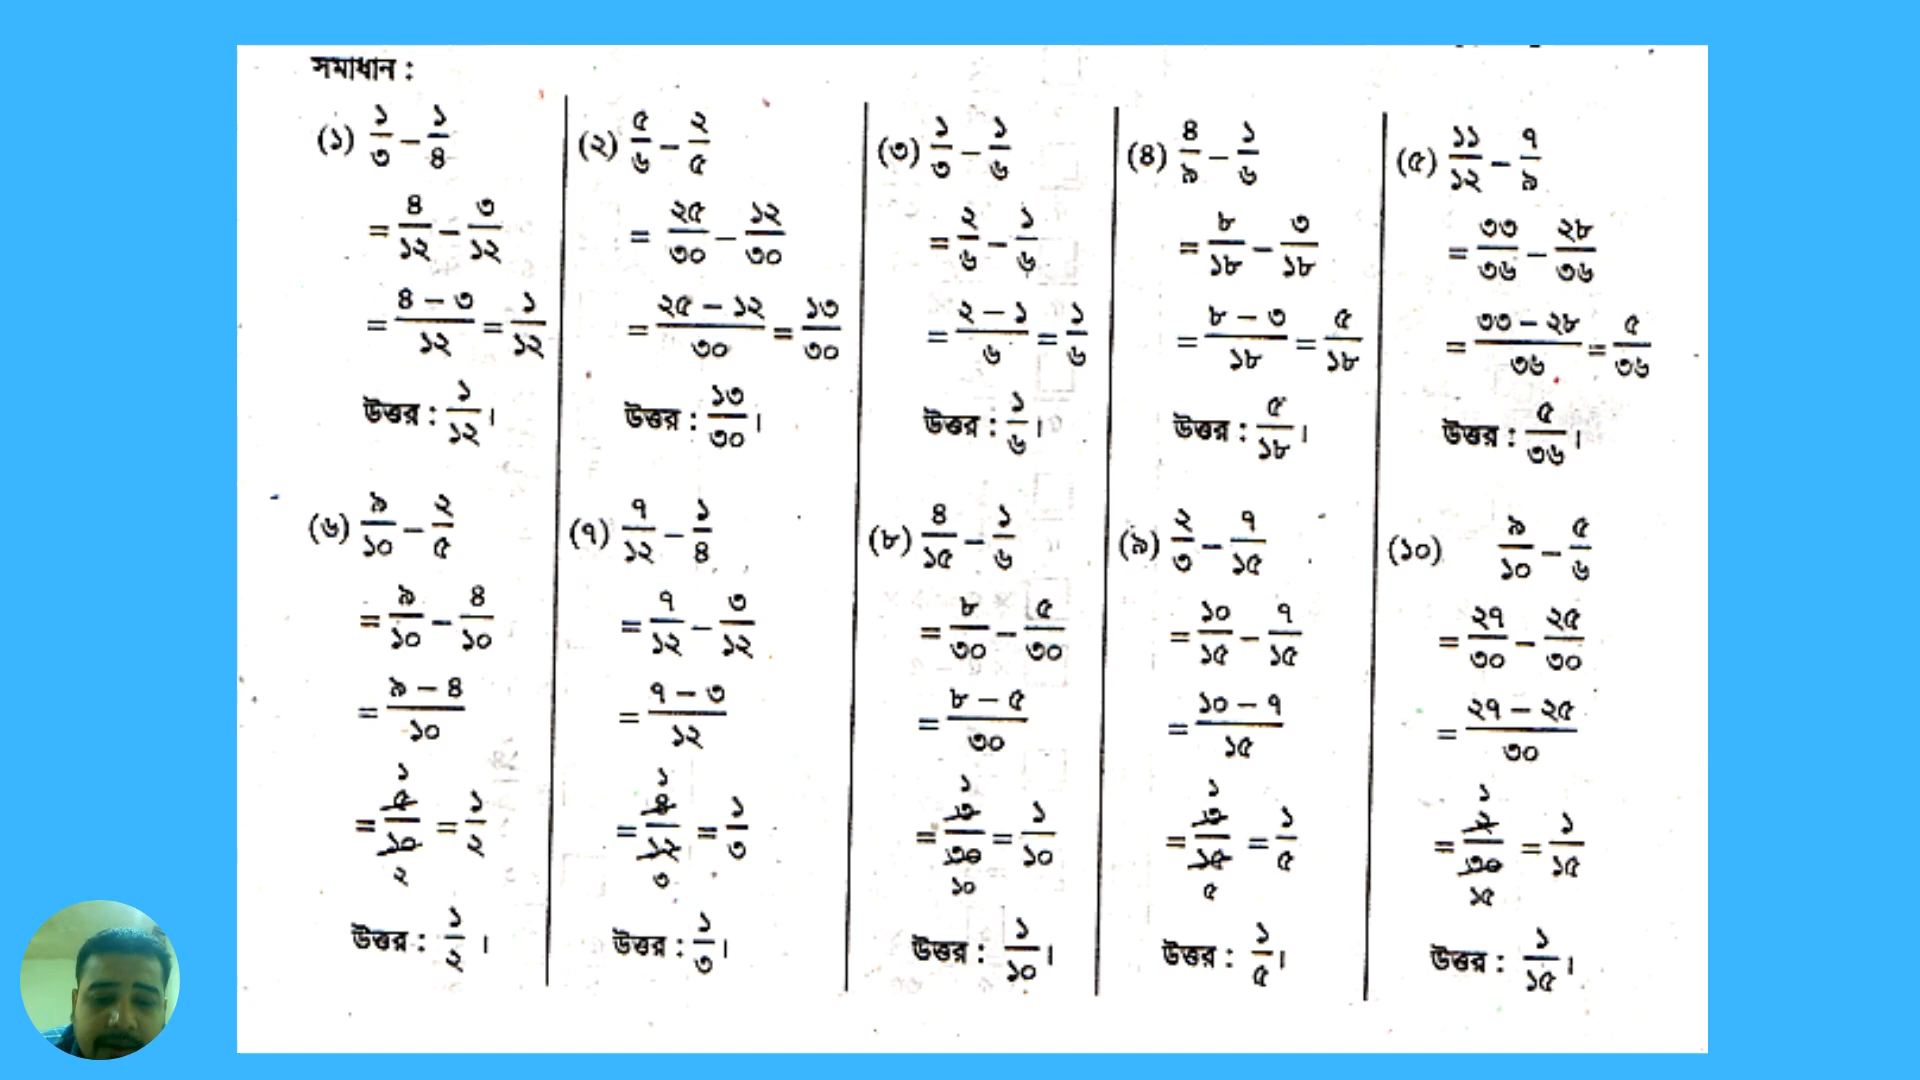 সমাধান :
(১) ১/৩ – ১/৪
= ৪/১২ – ৩/১২
= (৪ – ৩)/১২ = ১/১২
উত্তর : ১/১২।
(২) ৫/৬ – ২/৫
= ২৫/৩০ – ১২/৩০
= (২৫ – ১২)/৩০ = ১৩/৩০
উত্তর : ১৩/৩০।
(৩) ১/৩ – ১/৬
= ২/৬ – ১/৬
= (২ – ১)/৬ = ১/৬
উত্তর : ১/৬।
(৪) ৪/৯ – ১/৬
= ৮/১৮ – ৩/১৮
= (৮ – ৩)/১৮ = ৫/১৮
উত্তর : ৫/১৮।
(৫) ১১/১২ – ৭/৯
= ৩৩/৩৬ – ২৮/৩৬
= (৩৩ – ২৮)/৩৬ = ৫/৩৬
উত্তর : ৫/৩৬।
(৬) ৯/১০ – ২/৫
= ৯/১০ – ৪/১০
= (৯ – ৪)/১০
১
= ৫/১০ = ১/২
২
উত্তর : ১/২।
(৭) ৭/১২ – ১/৪
= ৭/১২ – ৩/১২
= (৭ – ৩)/১২
১
= ৪/১২ = ১/৩
৩
উত্তর : ১/৩।
(৮) ৪/১৫ – ১/৬
= ৮/৩০ – ৫/৩০
= (৮ – ৫)/৩০
১
= ৩/৩০ = ১/১০
১০
উত্তর : ১/১০।
(৯) ২/৩ – ৭/১৫
= ১০/১৫ – ৭/১৫
= (১০ – ৭)/১৫
১
= ৩/১৫ = ১/৫
৫
উত্তর : ১/৫।
(১০) ৯/১০ – ৫/৬
= ২৭/৩০ – ২৫/৩০
= (২৭ – ২৫)/৩০
১
= ২/৩০ = ১/১৫
১৫
উত্তর : ১/১৫।